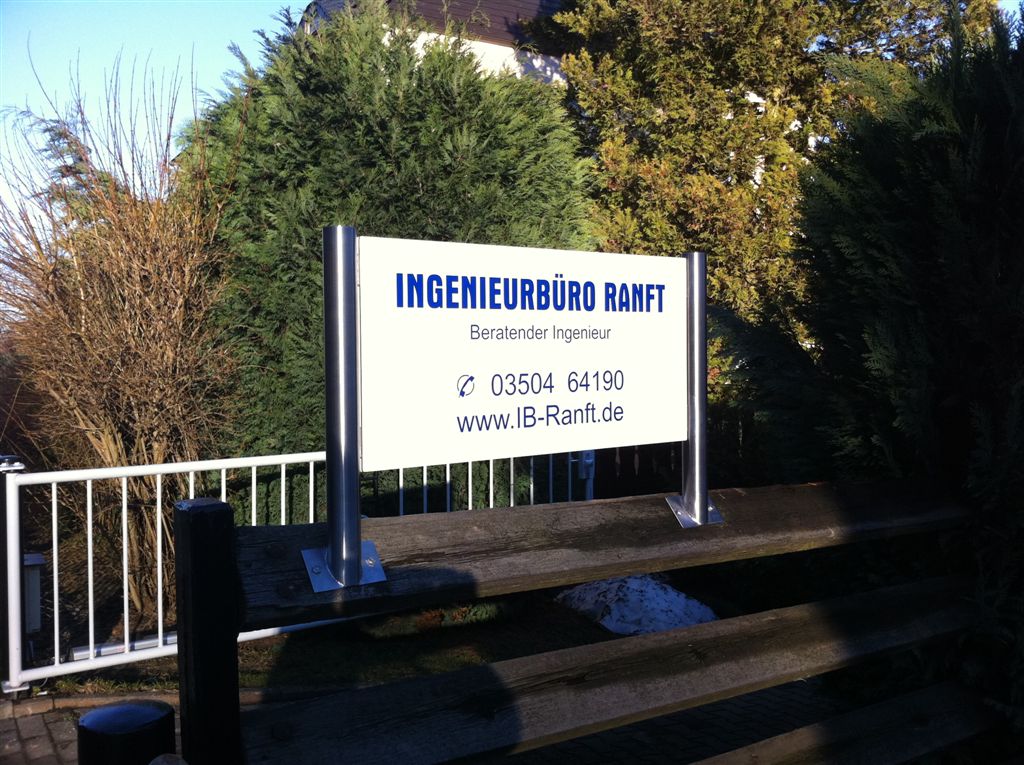 INGENIEURBÜRO RANFT
Beratender Ingenieur
✆ 03504 64190
www.IB-Ranft.de